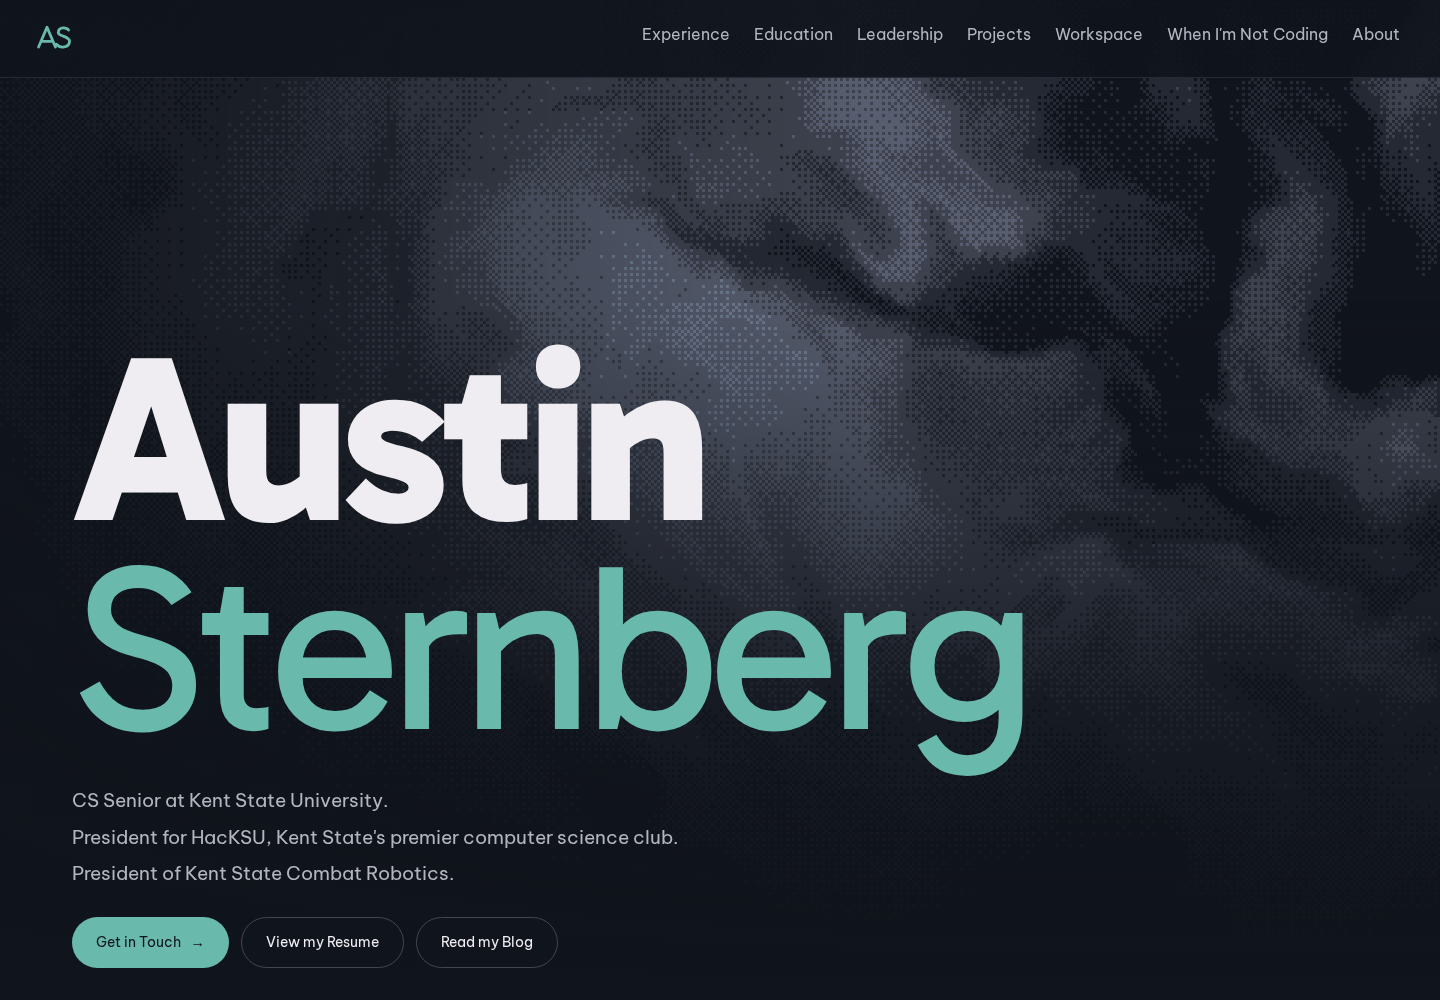 AS
Experience Education Leadership Projects Workspace When I'm Not Coding About
Austin
Sternberg
CS Senior at Kent State University.
President for HacKSU, Kent State's premier computer science club.
President of Kent State Combat Robotics.
Get in Touch → View my Resume Read my Blog